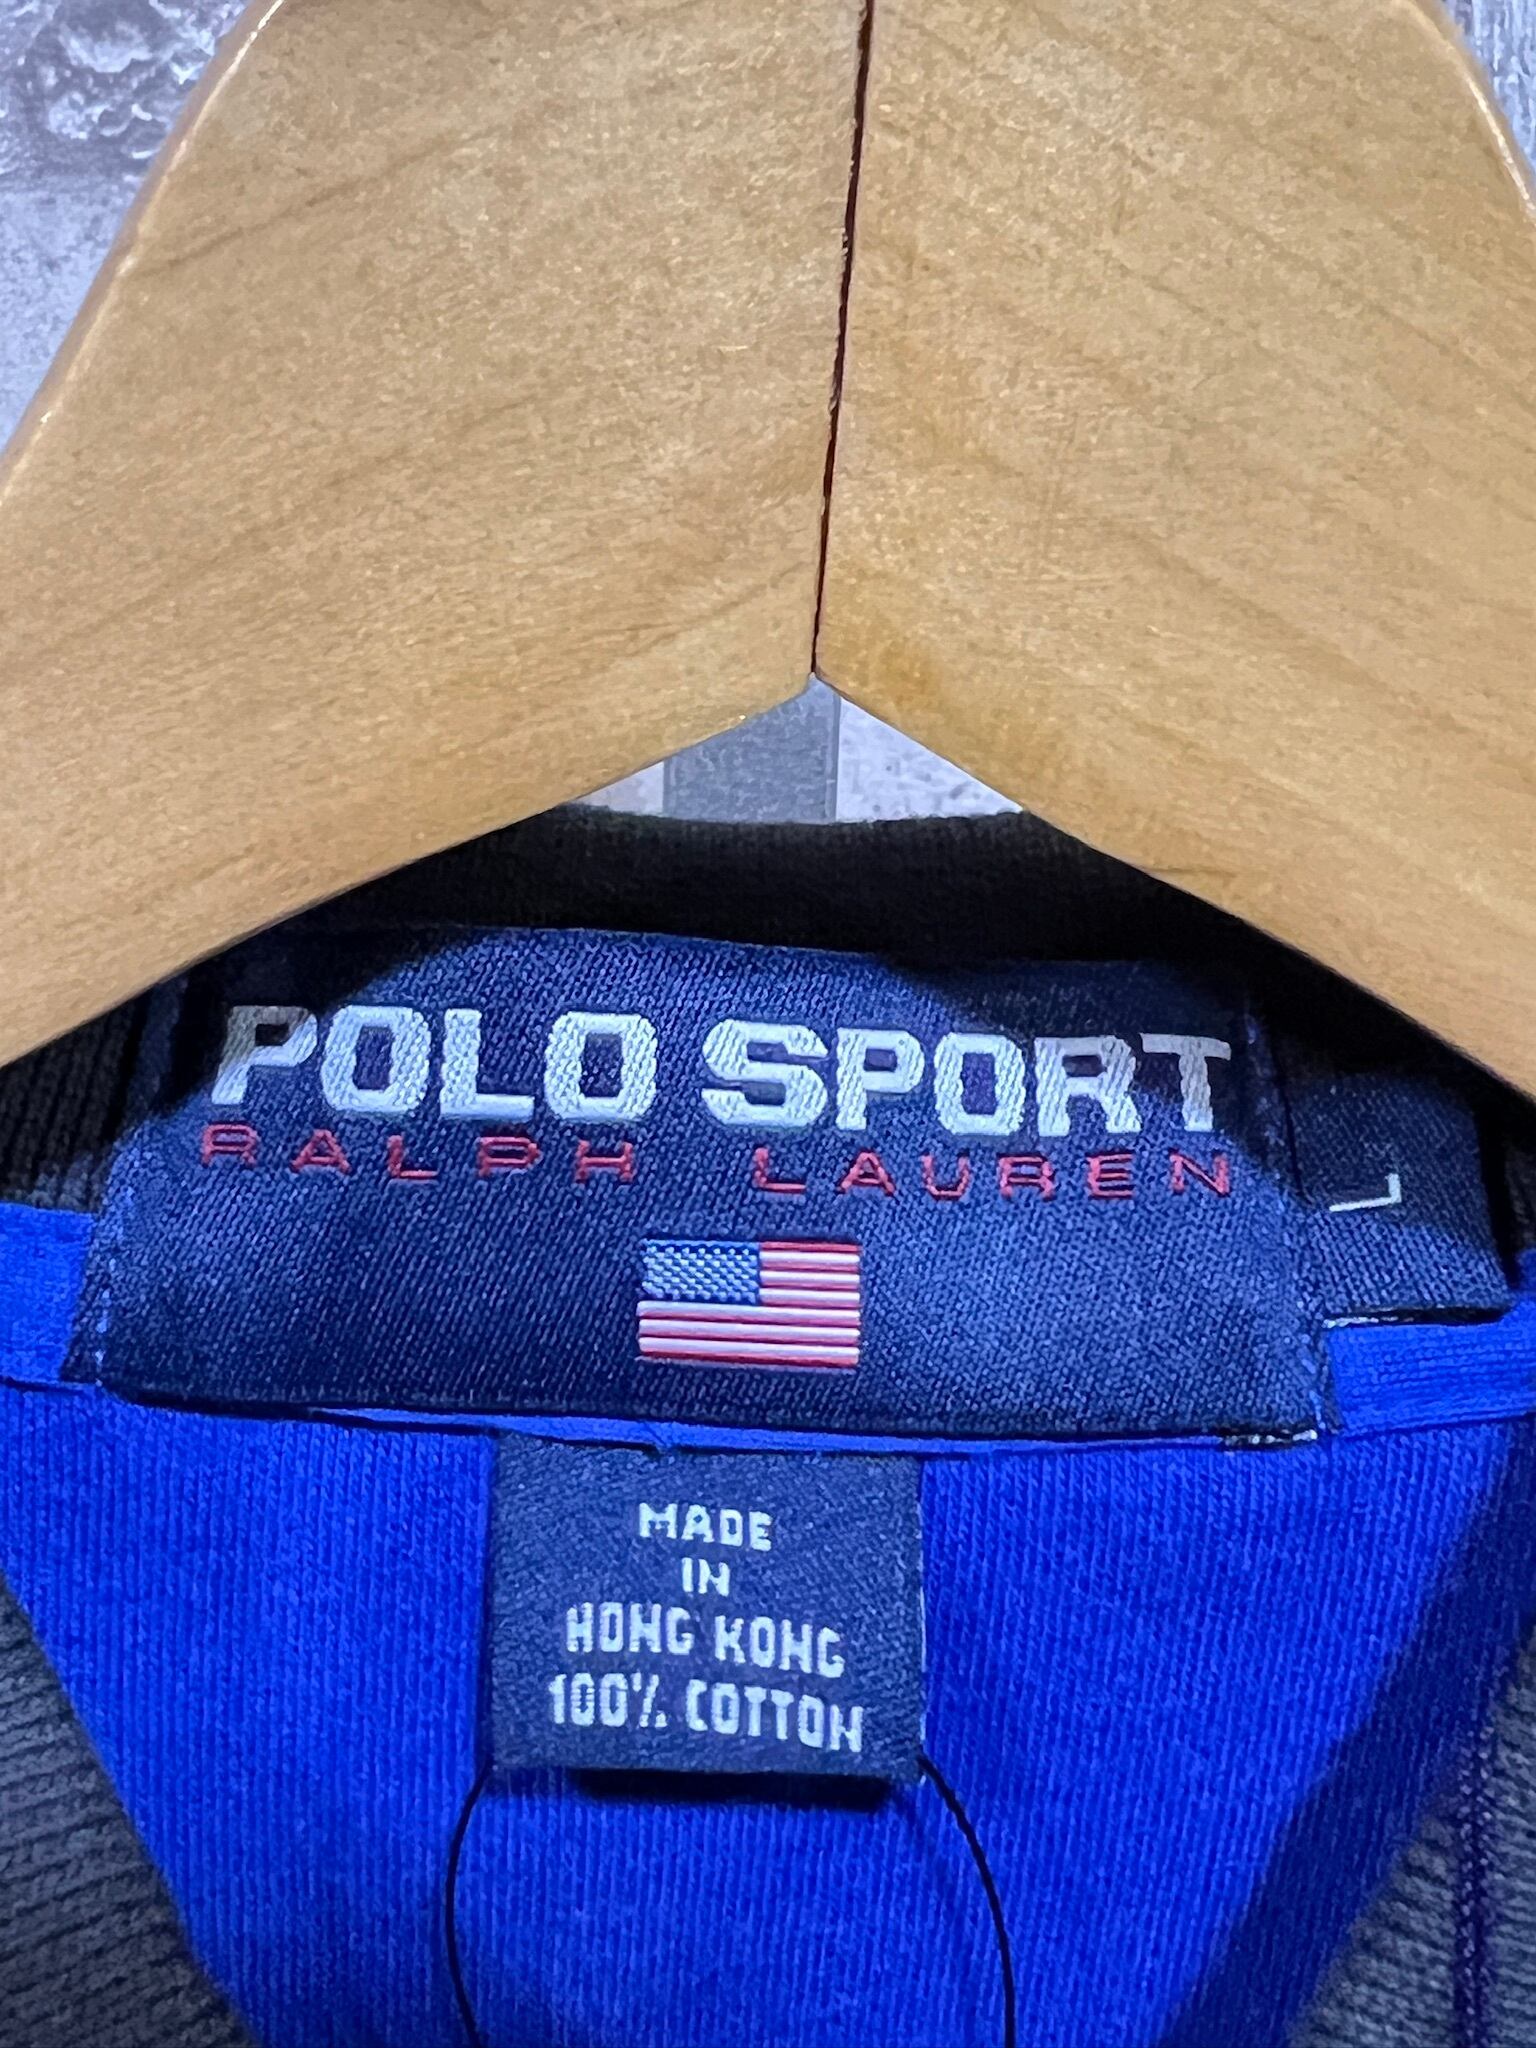 POLO SPORT
RALPH LAUREN
L
MADE
IN
HONG KONG
100% COTTON